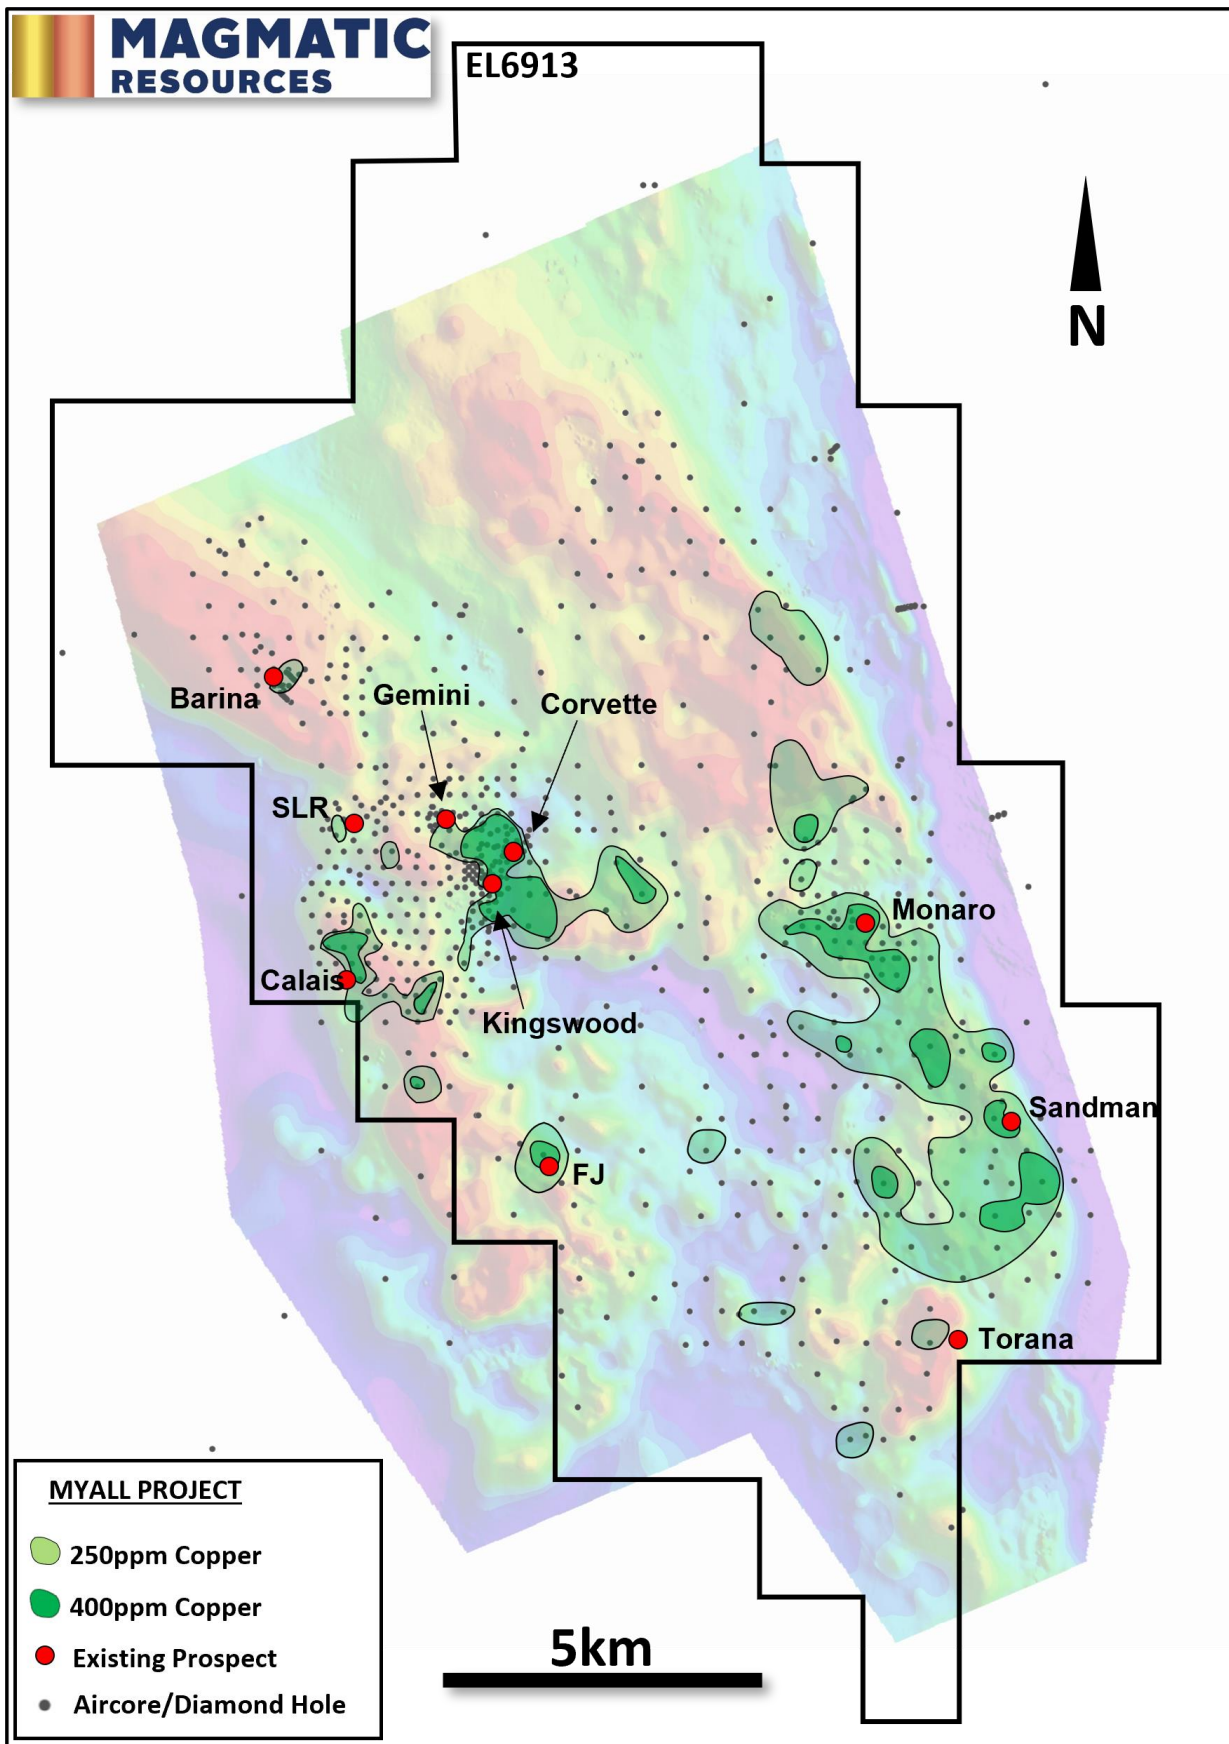 MAGMATIC
RESOURCES
EL6913
N
Barina
Gemini
Corvette
SLR
Monaro
Calais
Kingswood
Sandman
FJ
Torana
MYALL PROJECT
250ppm Copper
400ppm Copper
Existing Prospect
Aircore/Diamond Hole
5km